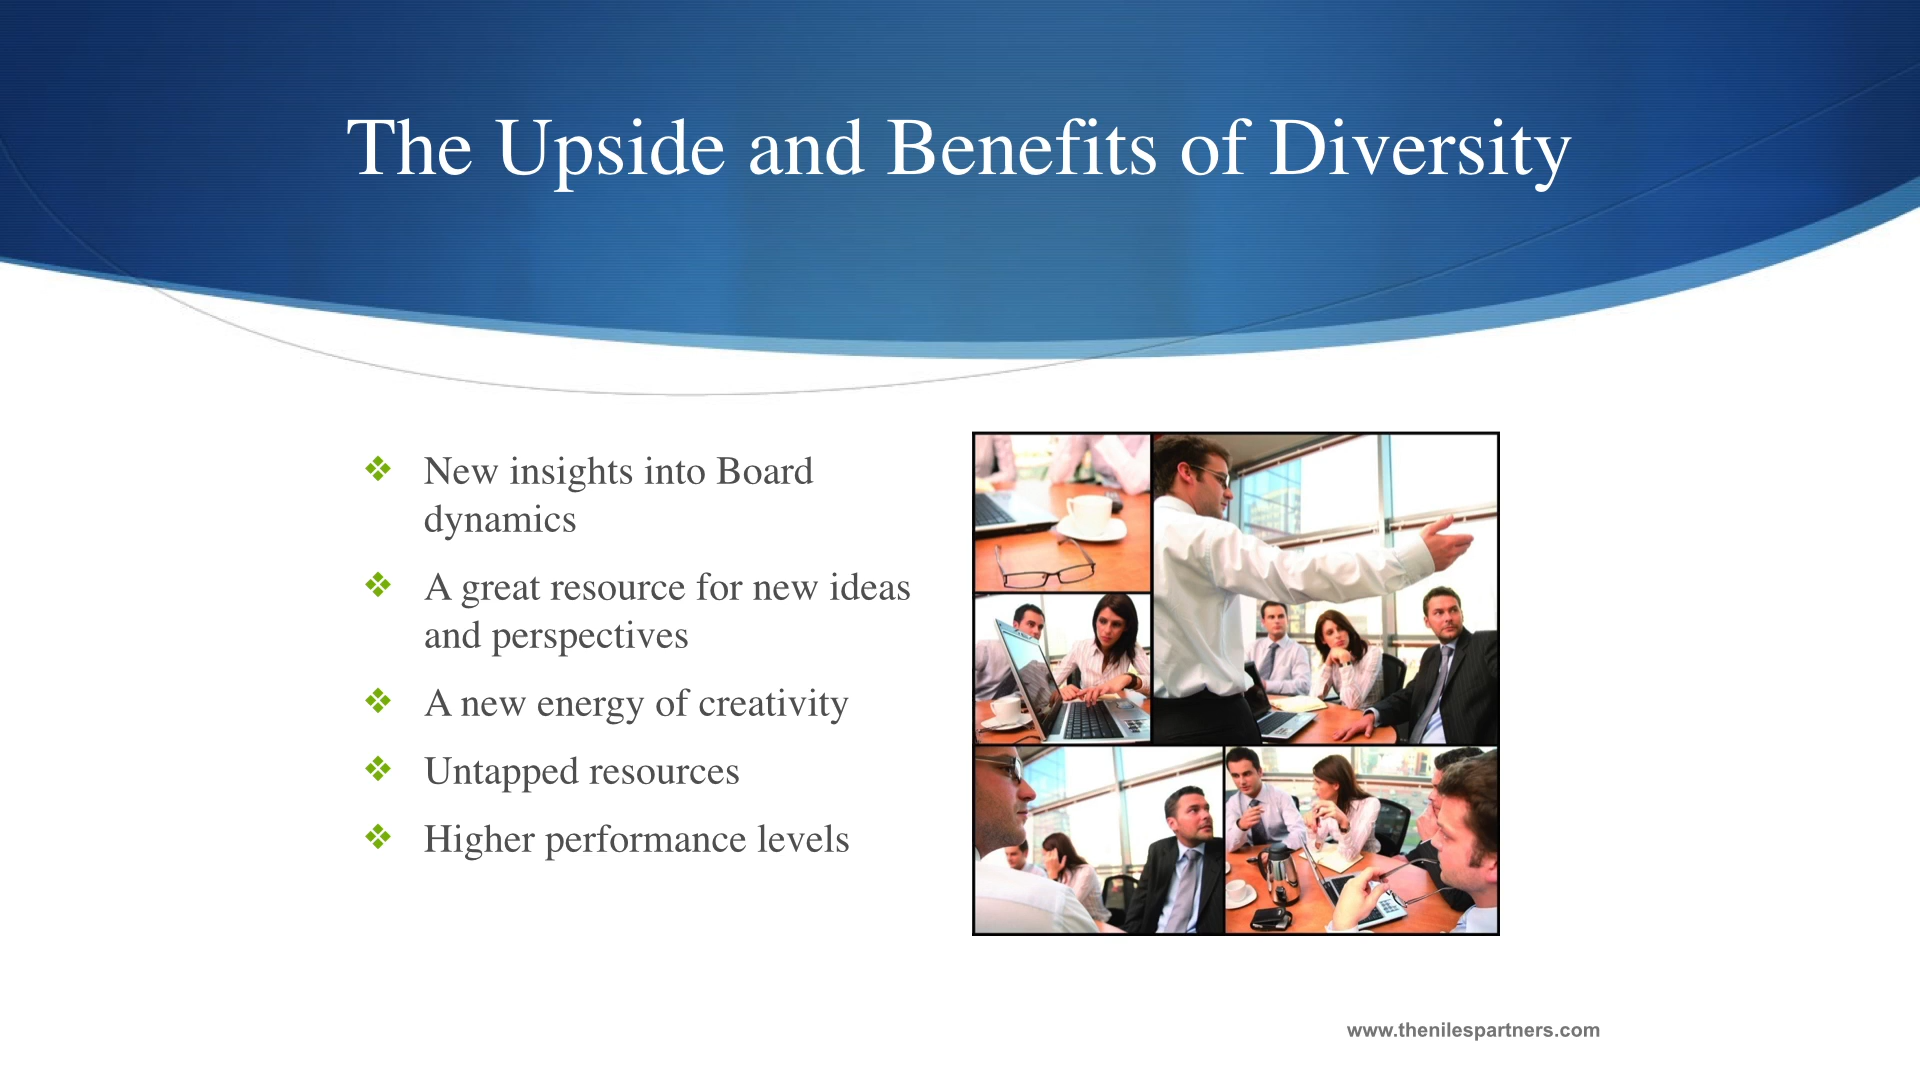 The Upside and Benefits of Diversity
New insights into Board
dynamics
A great resource for new ideas
and perspectives
A new energy of creativity
Untapped resources
Higher performance levels
www.thenilespartners.com